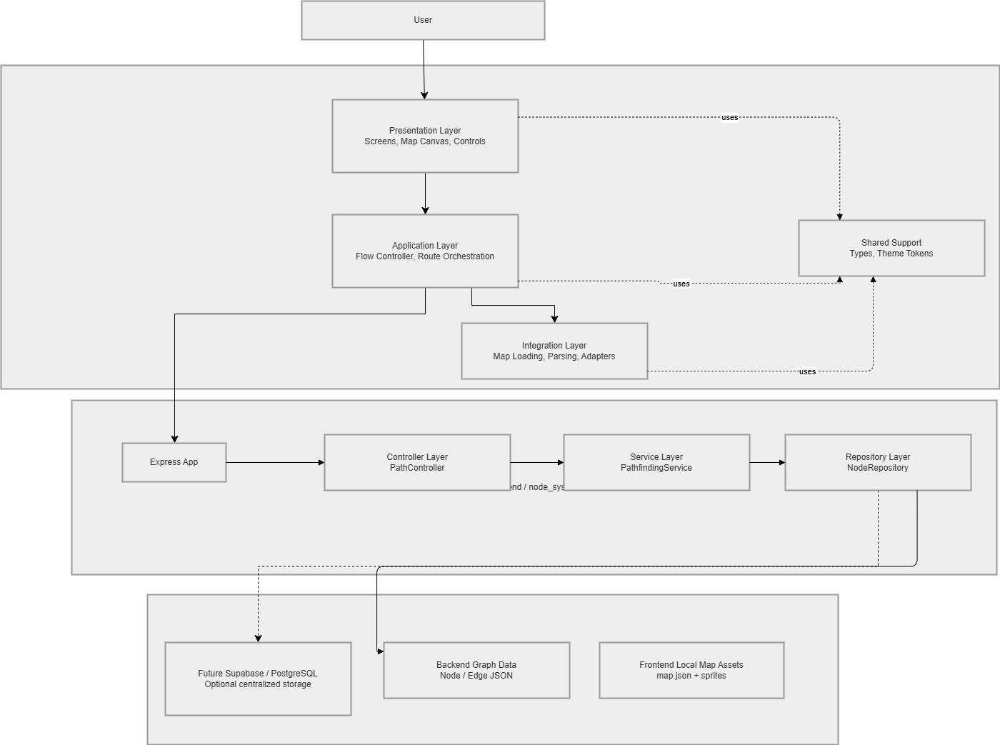 User
Presentation Layer
Screens, Map Canvas, Controls
uses
Application Layer
Flow Controller, Route Orchestration
Shared Support
Types, Theme Tokens
uses
Integration Layer
Map Loading, Parsing, Adapters
uses
Express App
Controller Layer
PathController
Service Layer
PathfindingService
Repository Layer
NodeRepository
end / node_sys
Future Supabase / PostgreSQL
Optional centralized storage
Backend Graph Data
Node / Edge JSON
Frontend Local Map Assets
map.json + sprites